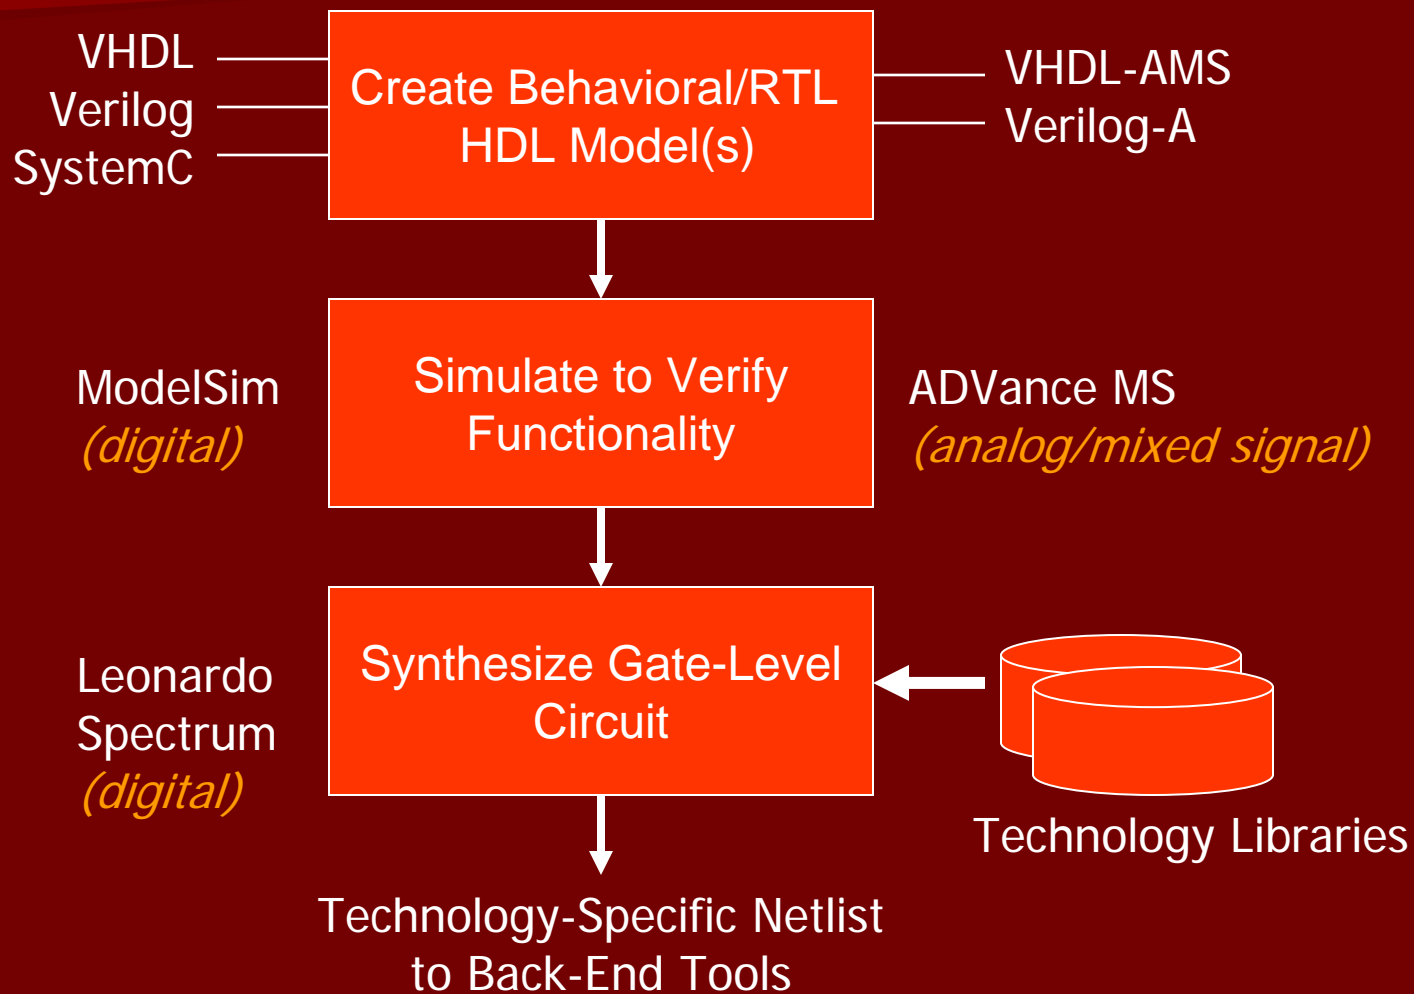 VHDL
Verilog
SystemC
Create Behavioral/RTL
HDL Model(s)
VHDL-AMS
Verilog-A
ModelSim
(digital)
Simulate to Verify
Functionality
ADVance MS
(analog/mixed signal)
Leonardo
Spectrum
(digital)
Synthesize Gate-Level
Circuit
Technology Libraries
Technology-Specific Netlist
to Back-End Tools